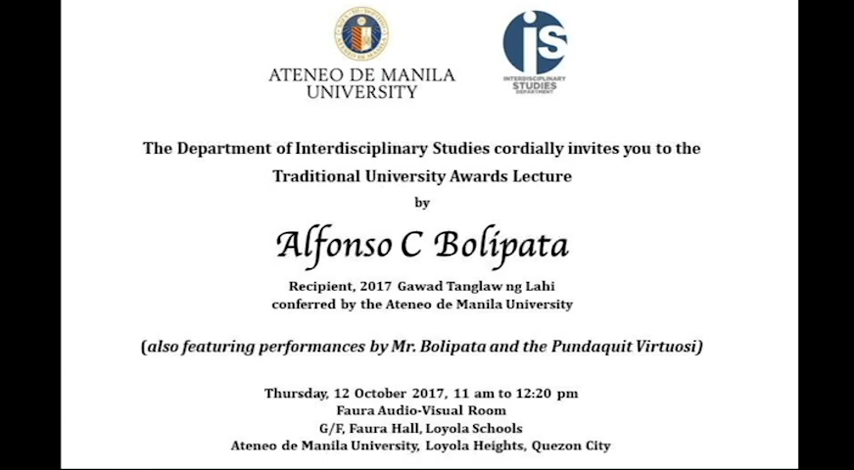 ATENEO DE MANILA
UNIVERSITY
is
INTERDISCIPLINARY
STUDIES
DEPARTMENT
The Department of Interdisciplinary Studies cordially invites you to the
Traditional University Awards Lecture
by
Alfonso C Bolipata
Recipient, 2017 Gawad Tanglaw ng Lahi
conferred by the Ateneo de Manila University
(also featuring performances by Mr. Bolipata and the Pundaquit Virtuosi)
Thursday, 12 October 2017, 11 am to 12:20 pm
Faura Audio-Visual Room
G/F, Faura Hall, Loyola Schools
Ateneo de Manila University, Loyola Heights, Quezon City